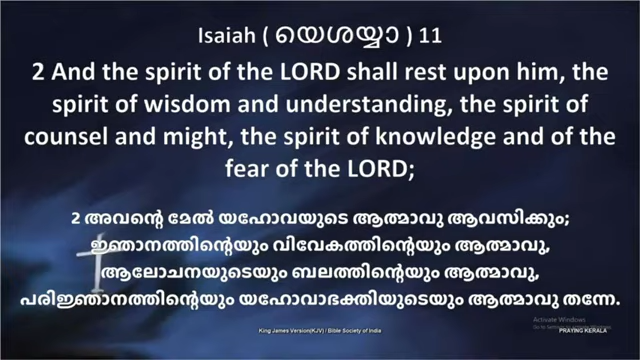 Isaiah ( യെശയ്യാ ) 11
2 And the spirit of the LORD shall rest upon him, the
spirit of wisdom and understanding, the spirit of
counsel and might, the spirit of knowledge and of the
fear of the LORD;
2 അവന്റെ മേൽ യഹോവയുടെ ആത്മാവു ആവസിക്കും;
ജ്ഞാനത്തിന്റെയും വിവേകത്തിന്റെയും ആത്മാവു,
ആലോചനയുടെയും ബലത്തിന്റെയും ആത്മാവു,
പരിജ്ഞാനത്തിന്റെയും യഹോവാഭക്തിയുടെയും ആത്മാവു തന്നേ.
Activate Windows
King James Version(KJV) / Bible Society of India
PRAYING KERALA